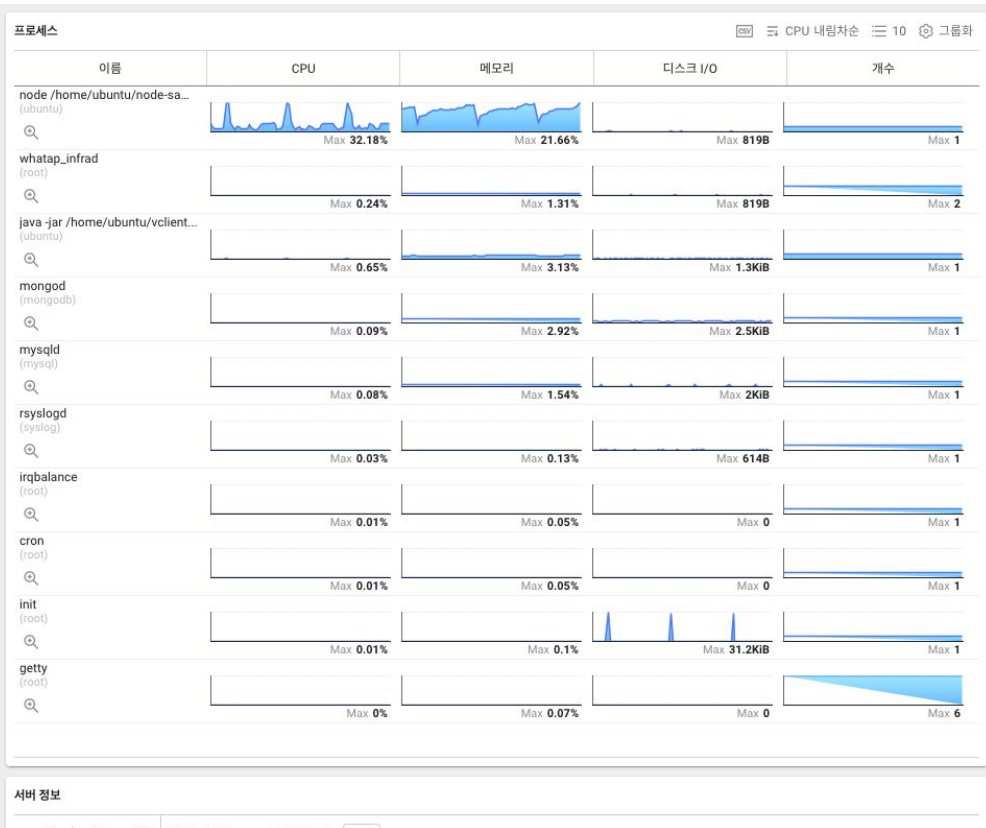 프로세스
CSV CPU 내림차순 10 그룹화
이름 CPU 메모리 디스크 I/O 개수
node /home/ubuntu/node-sa...
(ubuntu)
Max 32.18% Max 21.66% Max 819B Max 1
whatap_infrad
(root)
Max 0.24% Max 1.31% Max 819B Max 2
java -jar /home/ubuntu/vclient...
(ubuntu)
Max 0.65% Max 3.13% Max 1.3KiB Max 1
mongod
(mongodb)
Max 0.09% Max 2.92% Max 2.5KiB Max 1
mysqld
(mysql)
Max 0.08% Max 1.54% Max 2KiB Max 1
rsyslogd
(syslog)
Max 0.03% Max 0.13% Max 614B Max 1
irqbalance
(root)
Max 0.01% Max 0.05% Max 0 Max 1
cron
(root)
Max 0.01% Max 0.05% Max 0 Max 1
init
(root)
Max 0.01% Max 0.1% Max 31.2KiB Max 1
getty
(root)
Max 0% Max 0.07% Max 0 Max 6
서버 정보